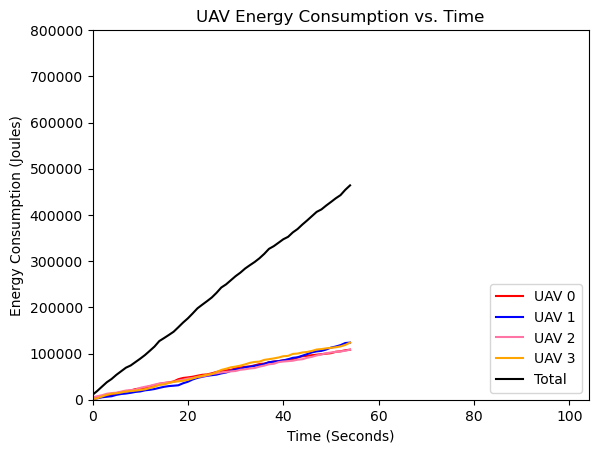 UAV Energy Consumption vs. Time
Energy Consumption (Joules)
800000
700000
600000
500000
400000
300000
200000
100000
0
0 20 40 60 80 100
Time (Seconds)
UAV 0
UAV 1
UAV 2
UAV 3
Total